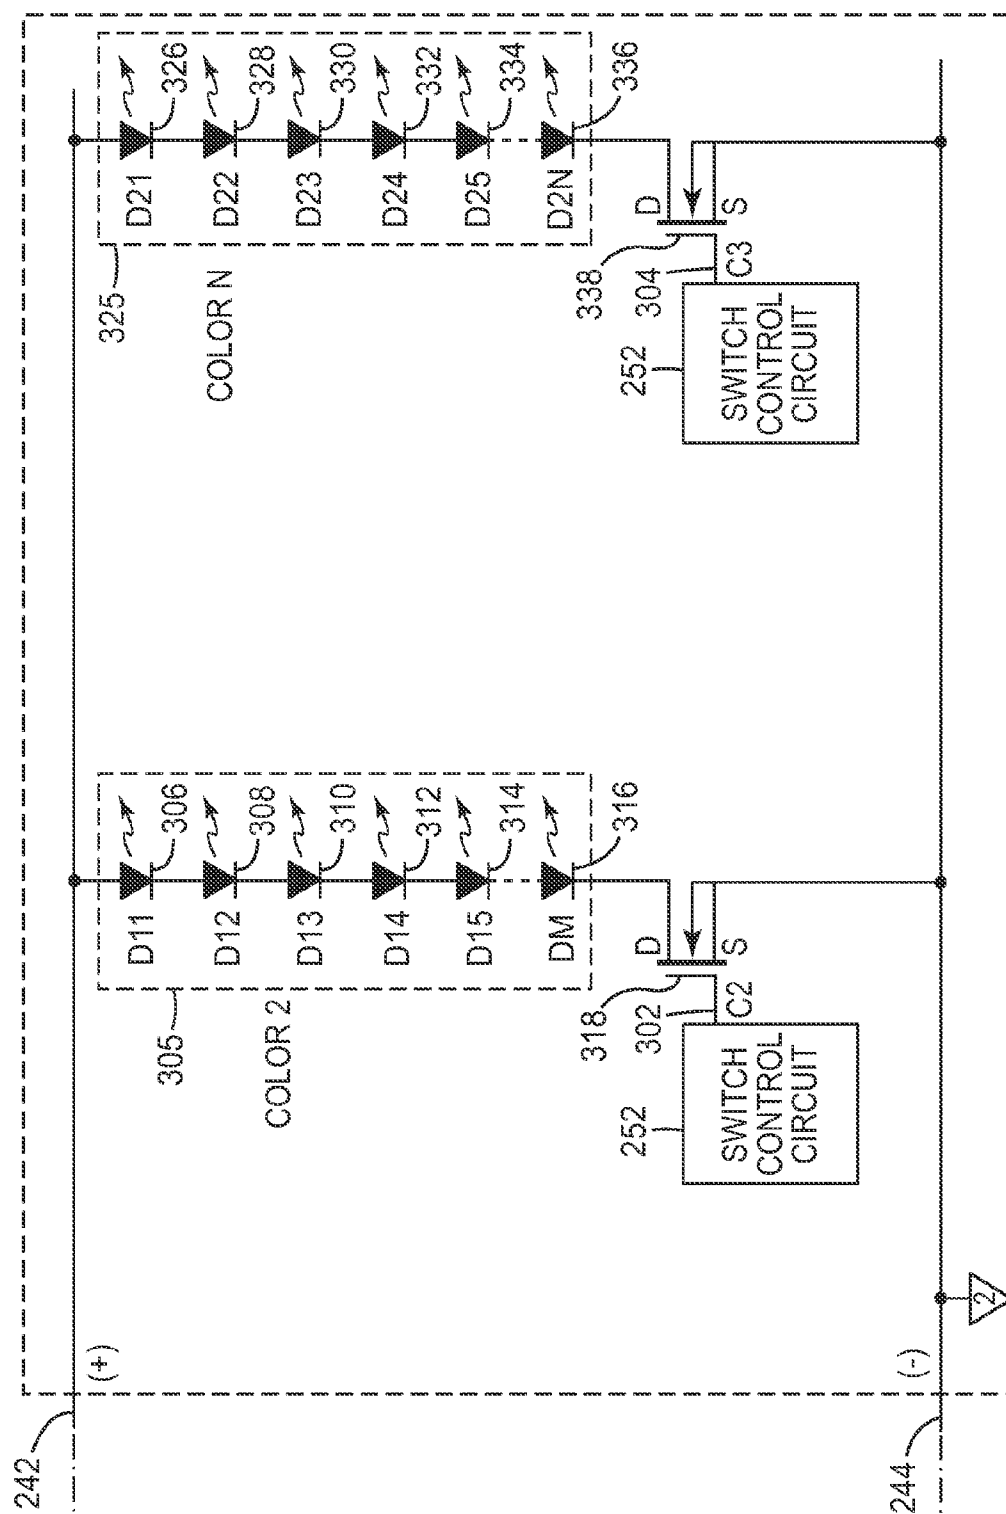 242
(+)
305
COLOR 2
D11
306
D12
308
D13
310
D14
312
D15
314
DM
316
318
D
S
302
C2
252
SWITCH
CONTROL
CIRCUIT
325
COLOR N
D21
326
D22
328
D23
330
D24
332
D25
334
D2N
336
338
D
S
304
C3
252
SWITCH
CONTROL
CIRCUIT
244
(-)
2